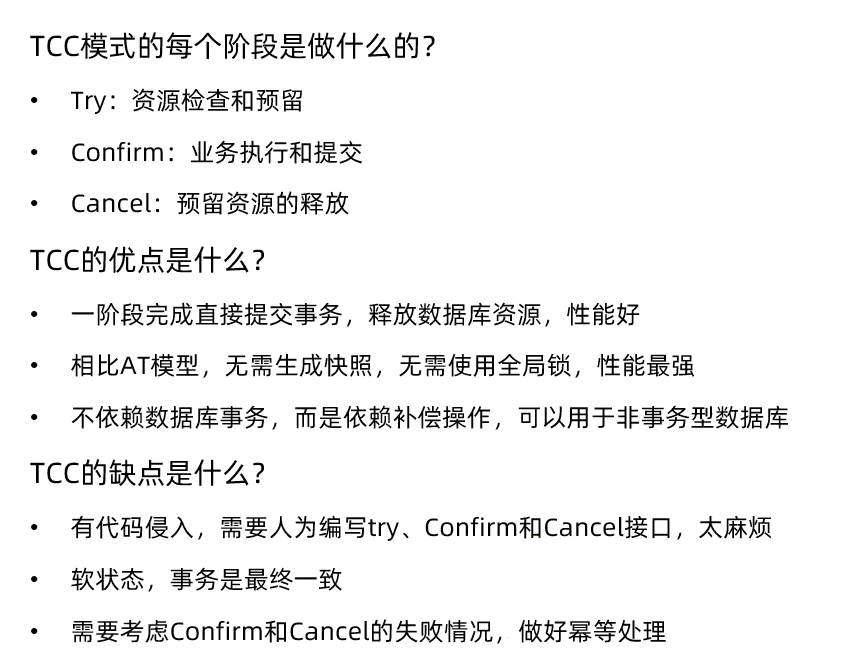 TCC模式的每个阶段是做什么的？
• Try：资源检查和预留
• Confirm：业务执行和提交
• Cancel：预留资源的释放
TCC的优点是什么？
• 一阶段完成直接提交事务，释放数据库资源，性能好
• 相比AT模型，无需生成快照，无需使用全局锁，性能最强
• 不依赖数据库事务，而是依赖补偿操作，可以用于非事务型数据库
TCC的缺点是什么？
• 有代码侵入，需要人为编写try、Confirm和Cancel接口，太麻烦
• 软状态，事务是最终一致
• 需要考虑Confirm和Cancel的失败情况，做好幂等处理